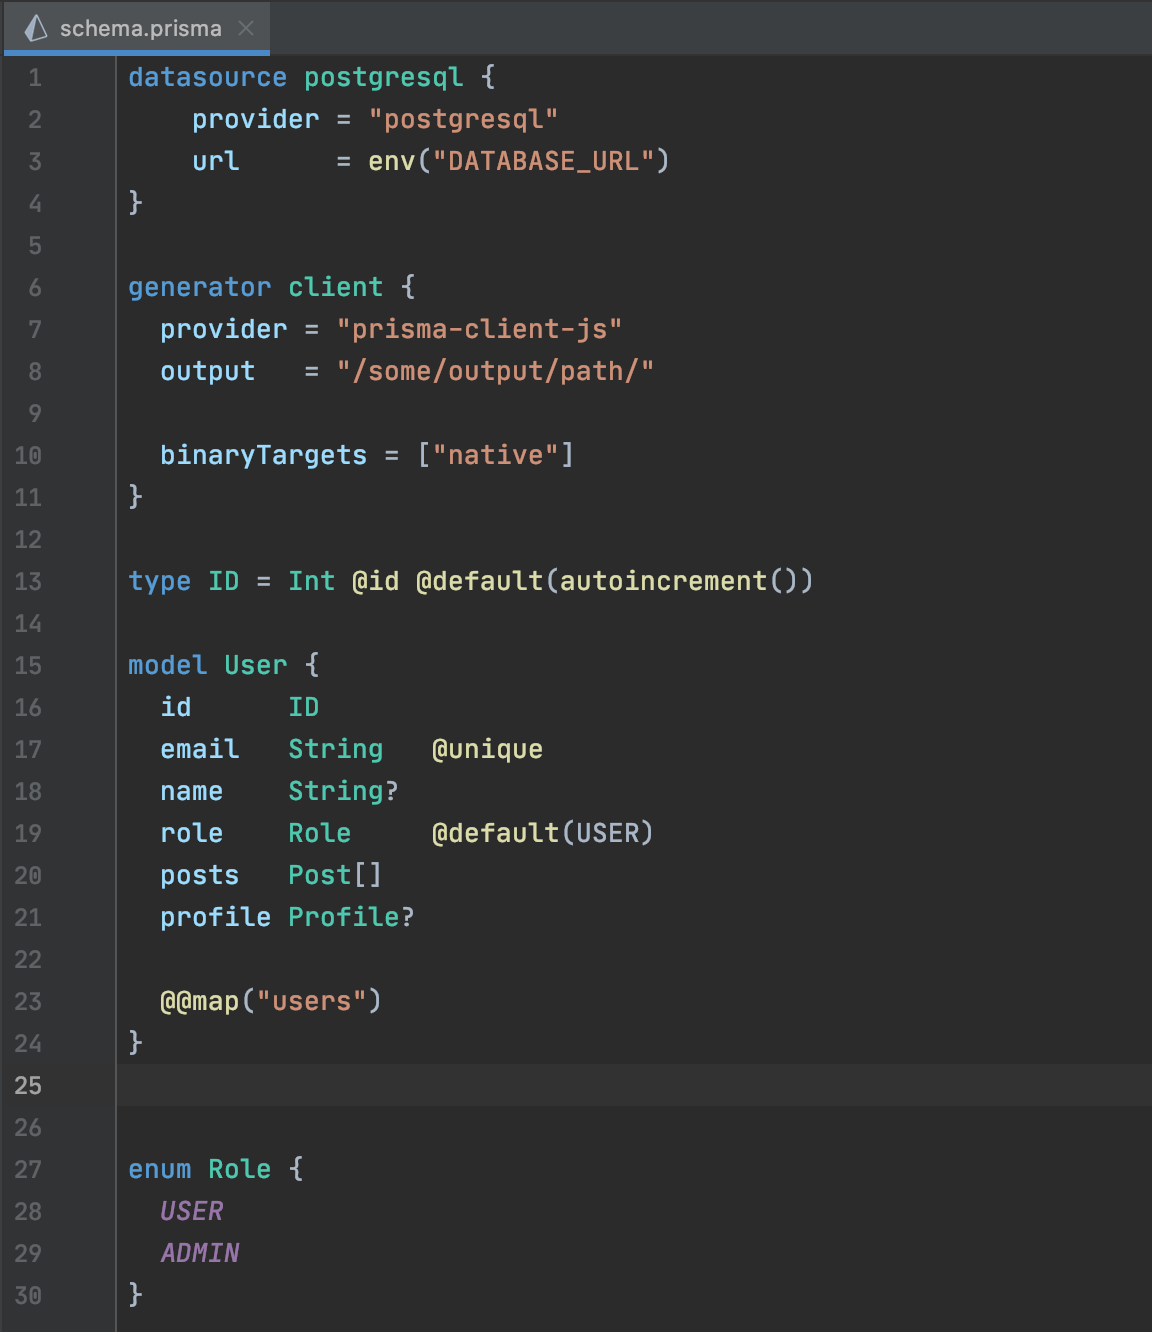 schema.prisma
1 datasource postgresql {
2     provider = "postgresql"
3     url      = env("DATABASE_URL")
4 }
5
6 generator client {
7   provider = "prisma-client-js"
8   output   = "/some/output/path/"
9
10   binaryTargets = ["native"]
11 }
12
13 type ID = Int @id @default(autoincrement())
14
15 model User {
16   id      ID
17   email   String   @unique
18   name    String?
19   role    Role     @default(USER)
20   posts   Post[]
21   profile Profile?
22
23   @@map("users")
24 }
25
26
27 enum Role {
28   USER
29   ADMIN
30 }